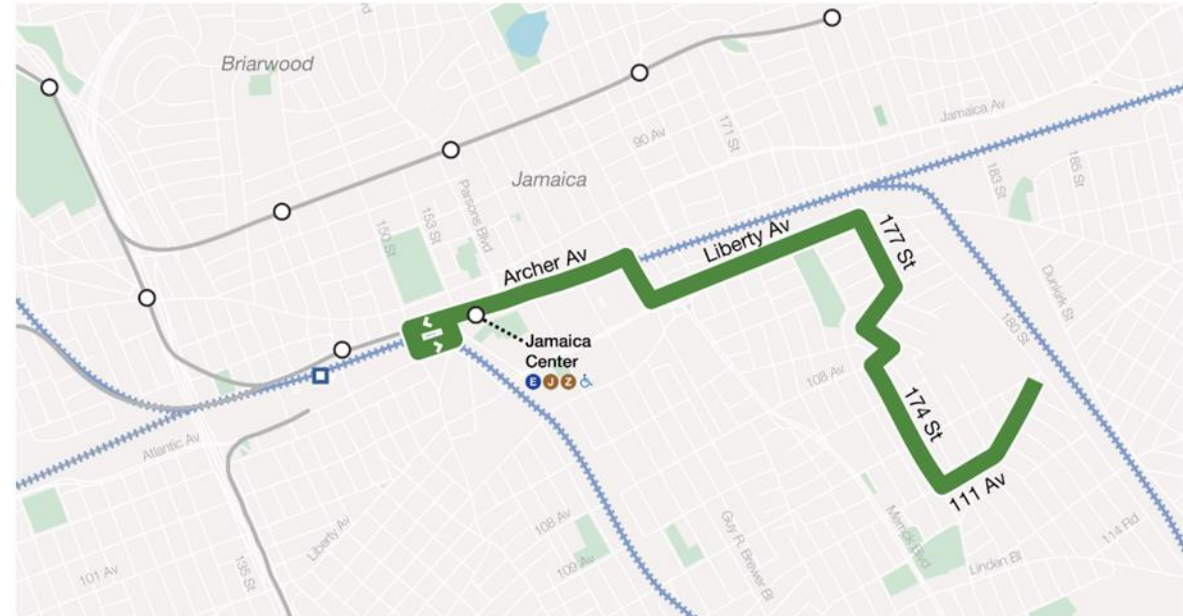 Briarwood
Jamaica Av
90 Av
171 St
Jamaica
Parsons Blvd
153 St
150 St
183 St
185 St
177 St
Liberty Av
Archer Av
Dunkirk St
180 St
Jamaica
Center
E J Z
108 Av
174 St
Atlantic Av
111 Av
Liberty Av
108 Av
109 Av
Guy R. Brewer Bl
Merrick Blvd
114 Rd
Linden Bl
135 St
101 Av